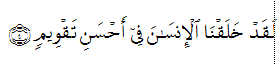 لَقَدْ خَلَقْنَا ٱلْإِنسَـٰنَ فِىٓ أَحْسَنِ تَقْوِيمٍۢ ﴿٤﴾